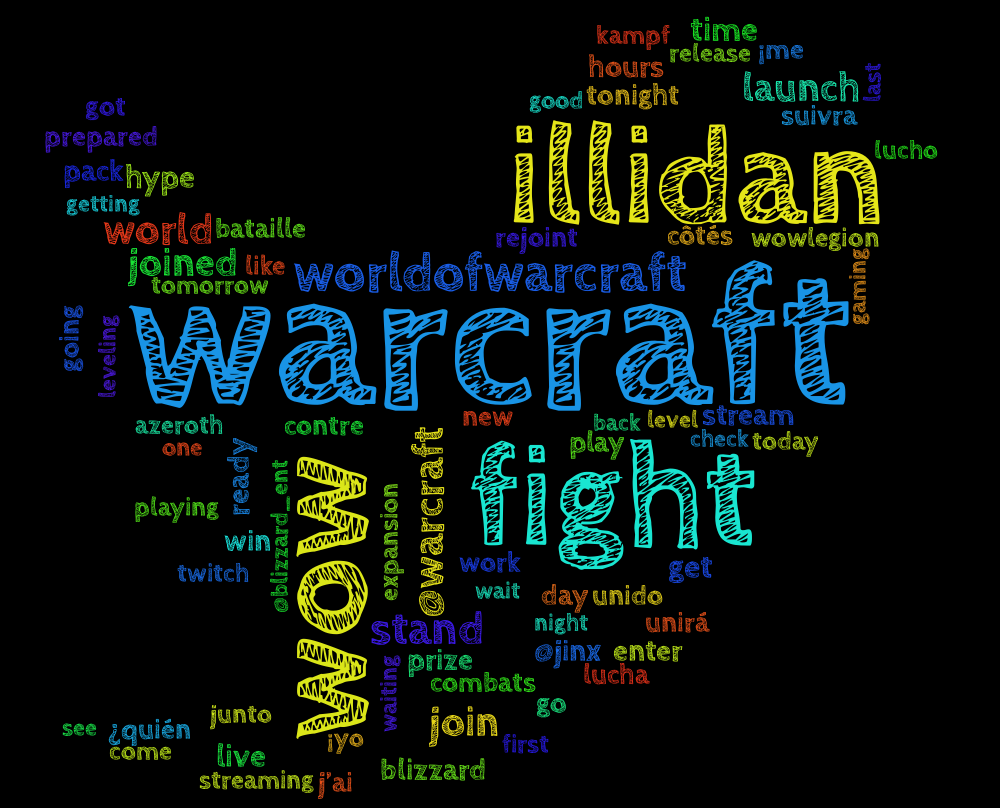 kampf
time
release
¡me
hours
last
good
tonight
launch
suivra
got
prepared
illidan
lucho
pack
hype
getting
world
bataille
rejoint
côtés
wowlegion
joined
like
worldofwarcraft
gaming
tomorrow
going
leveling
warcraft
azeroth
contre
new
back
level
stream
one
ready
@warcraft
play
check
today
wow
fight
playing
@blizzard_ent
expansion
win
twitch
work
get
wait
day
unido
stand
night
unirá
@jinx
enter
waiting
prize
lucha
combats
go
see
¿quién
junto
join
come
¡yo
first
live
blizzard
streaming
j'ai